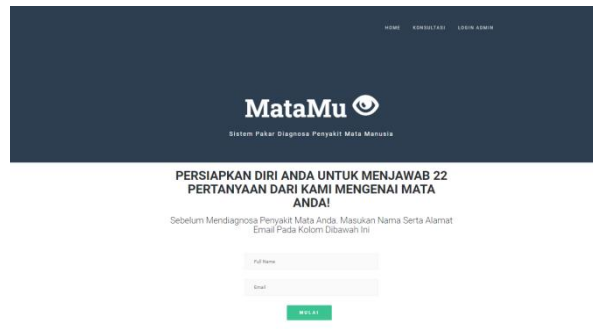 HOME KONSULTASI LOGIN ADMIN
MataMu
Sistem Pakar Diagnosa Penyakit Mata Manusia
PERSIAPKAN DIRI ANDA UNTUK MENJAWAB 22
PERTANYAAN DARI KAMI MENGENAI MATA
ANDA!
Sebelum Mendiagnosa Penyakit Mata Anda. Masukan Nama Serta Alamat
Email Pada Kolom Dibawah Ini
Full Name
Email
MULAI